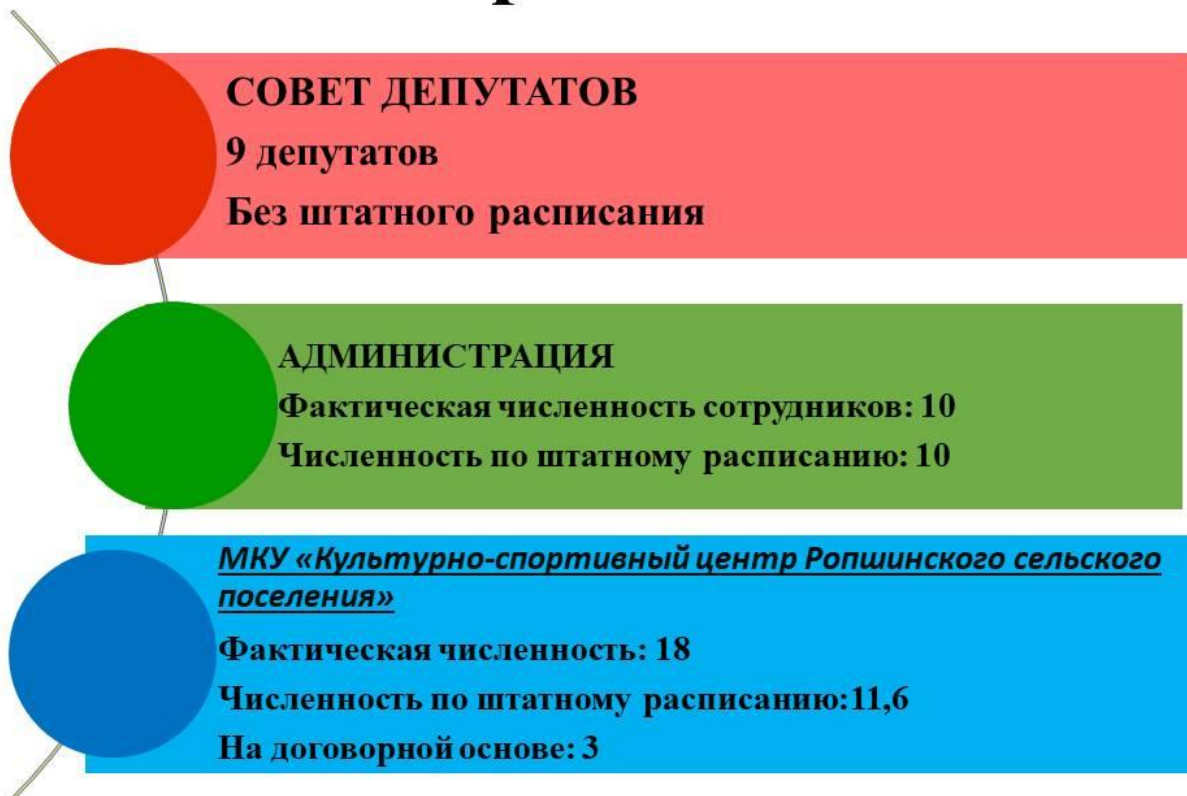 СОВЕТ ДЕПУТАТОВ
9 депутатов
Без штатного расписания
АДМИНИСТРАЦИЯ
Фактическая численность сотрудников: 10
Численность по штатному расписанию: 10
МКУ «Культурно-спортивный центр Ропшинского сельского
поселения»
Фактическая численность: 18
Численность по штатному расписанию:11,6
На договорной основе: 3